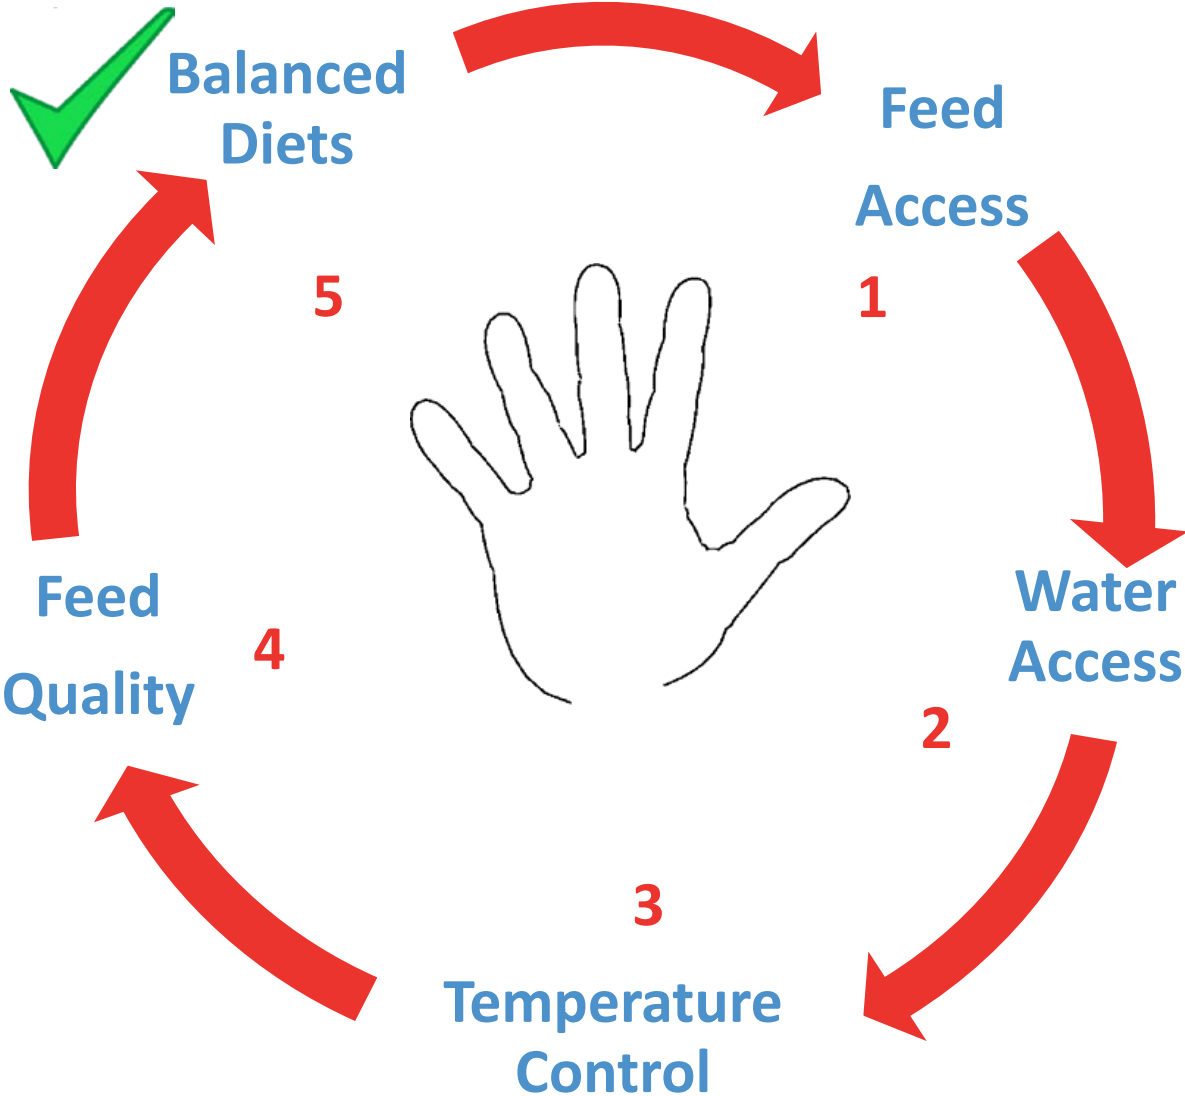 Balanced
Diets
Feed
Access
5
1
Feed
Quality
4
Water
Access
2
3
Temperature
Control